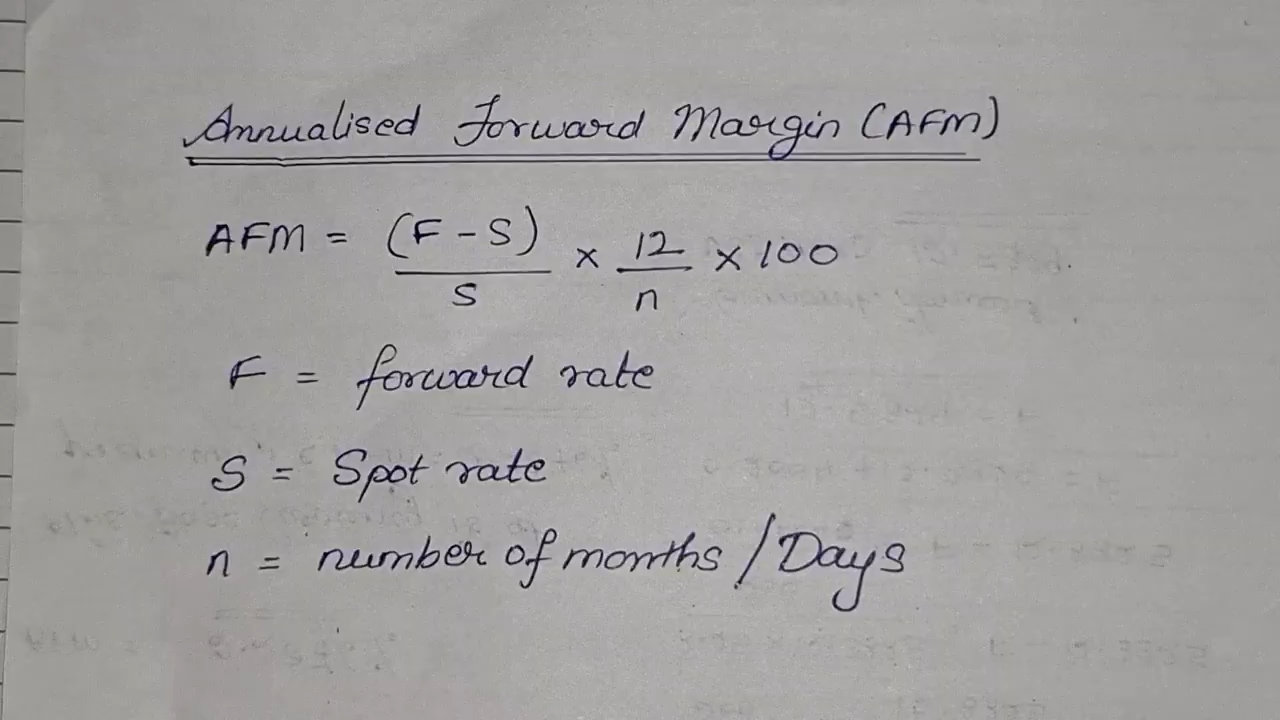 Annualised Forward Margin (AFM)
AFM = (F - S) / S × 12 / n × 100
F = forward rate
S = Spot rate
n = number of months / Days